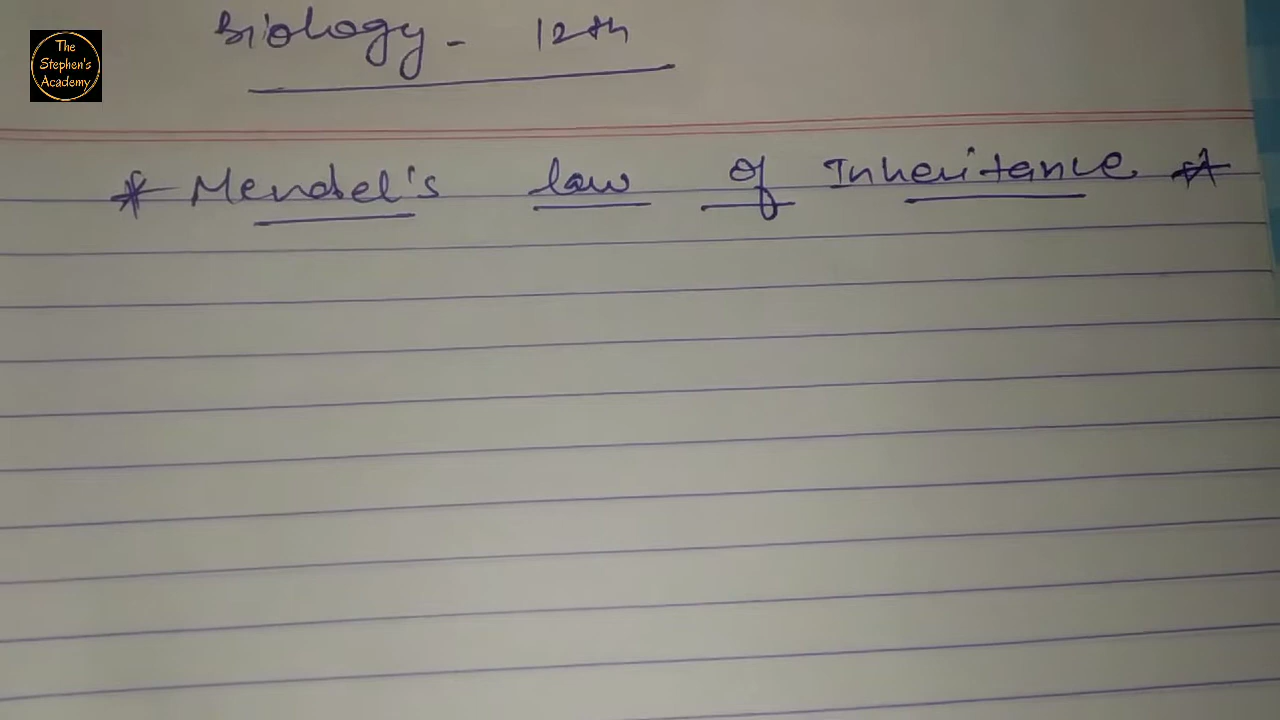 The
Stephen's
Academy
Biology - 12th
* Mendel's law of Inheritance *